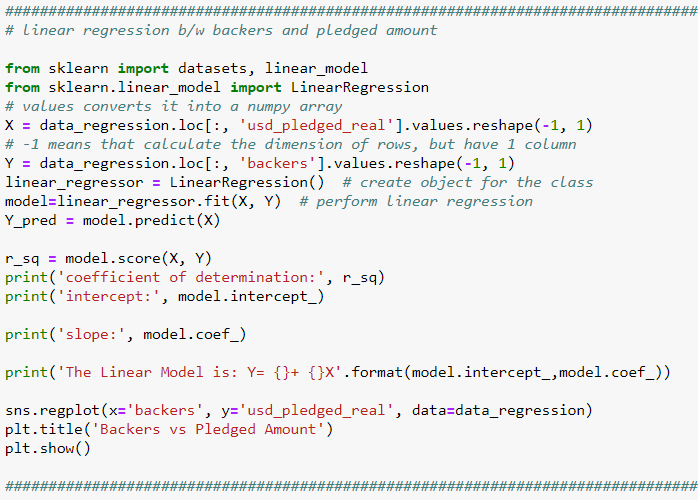 ################################################################################
# linear regression b/w backers and pledged amount
from sklearn import datasets, linear_model
from sklearn.linear_model import LinearRegression
# values converts it into a numpy array
X = data_regression.loc[:, 'usd_pledged_real'].values.reshape(-1, 1)
# -1 means that calculate the dimension of rows, but have 1 column
Y = data_regression.loc[:, 'backers'].values.reshape(-1, 1)
linear_regressor = LinearRegression()  # create object for the class
model=linear_regressor.fit(X, Y)  # perform linear regression
Y_pred = model.predict(X)
r_sq = model.score(X, Y)
print('coefficient of determination:', r_sq)
print('intercept:', model.intercept_)
print('slope:', model.coef_)
print('The Linear Model is: Y= {}+ {}X'.format(model.intercept_,model.coef_))
sns.regplot(x='backers', y='usd_pledged_real', data=data_regression)
plt.title('Backers vs Pledged Amount')
plt.show()
################################################################################